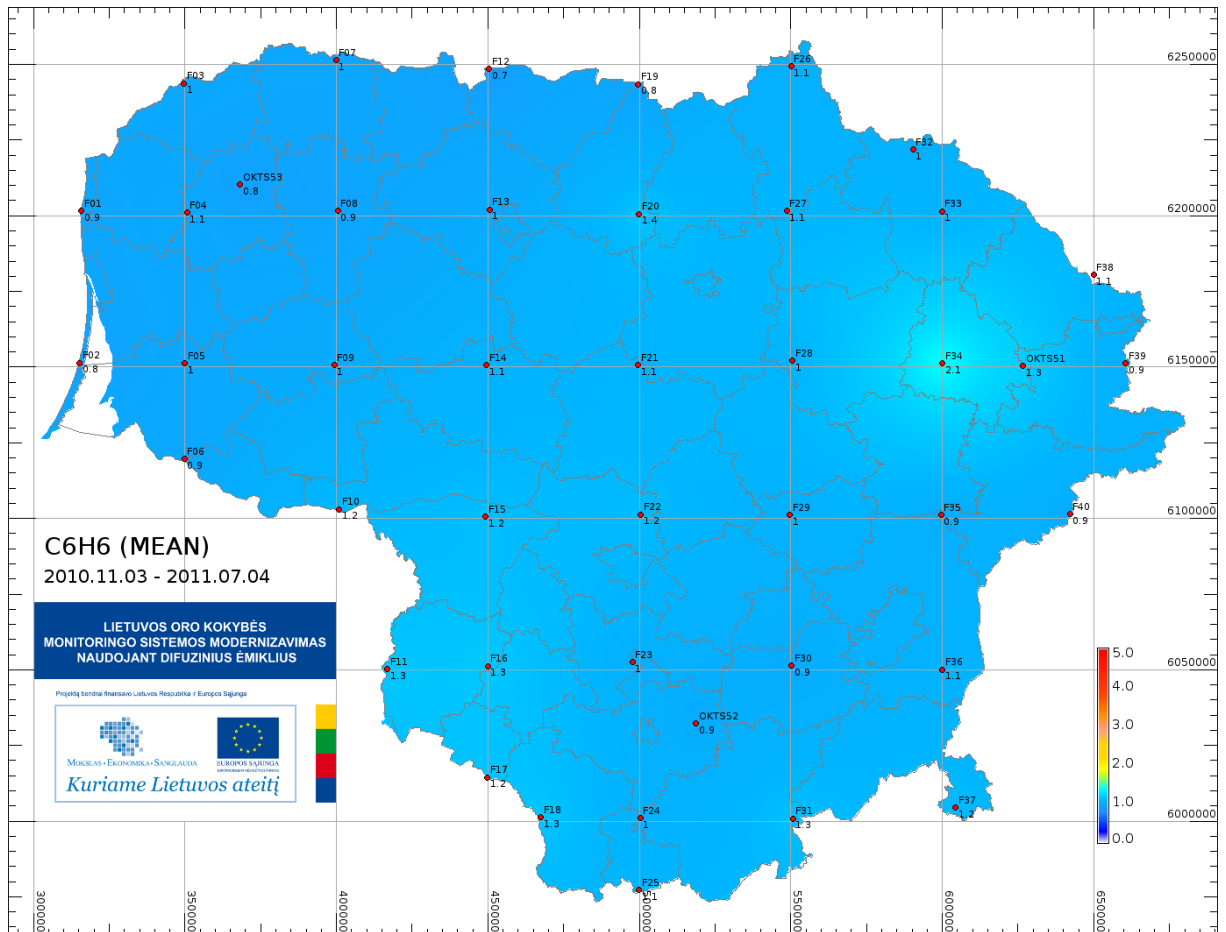 F07
1
F26
1.1
6250000
F12
0.7
F03
1
F19
0.8
F32
1
OKTS53
0.8
F01
0.9
F04
1.1
F08
0.9
F13
1
F20
1.4
F27
1.1
F33
1
6200000
F38
1.1
F02
0.8
F05
1
F09
1
F14
1.1
F21
1.1
F28
1
F34
2.1
OKTS51
1.3
F39
0.9
6150000
F06
0.9
F10
1.2
F15
1.2
F22
1.2
F29
1
F35
0.9
F40
0.9
6100000
C6H6 (MEAN)
2010.11.03 - 2011.07.04
LIETUVOS ORO KOKYBĖS
MONITORINGO SISTEMOS MODERNIZAVIMAS
NAUDOJANT DIFUZINIUS ĖMIKLIUS
F11
1.3
F16
1.3
F23
1
F30
0.9
F36
1.1
6050000
5.0
4.0
3.0
2.0
1.0
0.0
Projektą bendrai finansavo Lietuvos Respublika ir Europos Sąjunga
MOKSLAS • EKONOMIKA • SANGLAUDA
EUROPOS SĄJUNGA
Kuriame Lietuvos ateitį
OKTS52
0.9
F17
1.2
F18
1.3
F24
1
F31
1.3
F37
1.2
6000000
F25
1.1
300000
350000
400000
450000
500000
550000
600000
650000